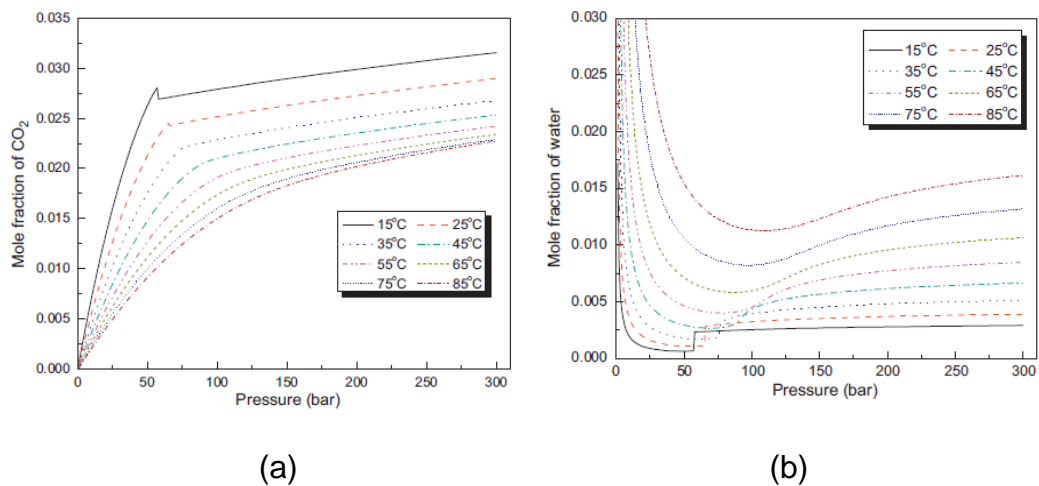 0.035
0.030
0.025
0.020
0.015
0.010
0.005
0.000
Mole fraction of CO₂
15°C 25°C
35°C 45°C
55°C 65°C
75°C 85°C
0 50 100 150 200 250 300
Pressure (bar)
(a)
0.030
0.025
0.020
0.015
0.010
0.005
0.000
Mole fraction of water
15°C 25°C
35°C 45°C
55°C 65°C
75°C 85°C
0 50 100 150 200 250 300
Pressure (bar)
(b)